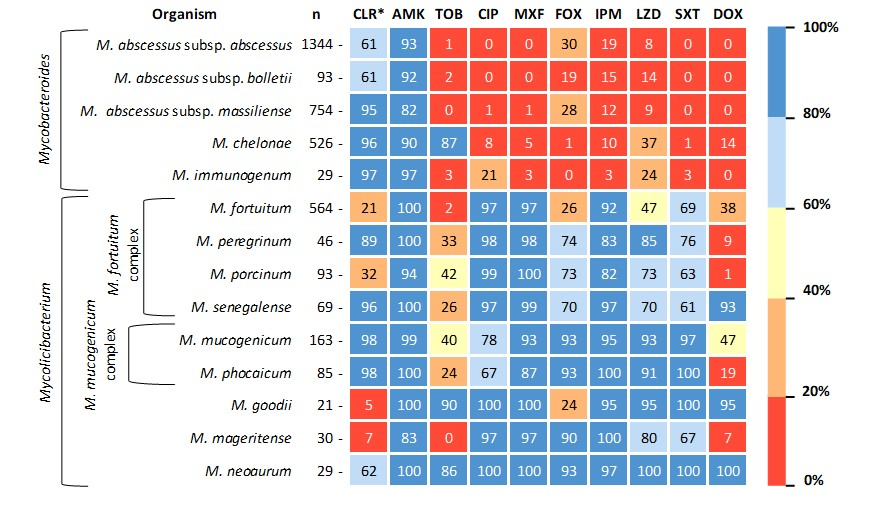 Organism n CLR* AMK TOB CIP MXF FOX IPM LZD SXT DOX
Mycobacteroides
M. abscessus subsp. abscessus 1344 - 61 93 1 0 0 30 19 8 0 0
M. abscessus subsp. bolletii 93 - 61 92 2 0 0 19 15 14 0 0
M. abscessus subsp. massiliense 754 - 95 82 0 1 1 28 12 9 0 0
M. chelonae 526 - 96 90 87 8 5 1 10 37 1 14
M. immunogenum 29 - 97 97 3 21 3 0 3 24 3 0
Mycolicibacterium
M. fortuitum
complex
M. fortuitum 564 - 21 100 2 97 97 26 92 47 69 38
M. peregrinum 46 - 89 100 33 98 98 74 83 85 76 9
M. porcinum 93 - 32 94 42 99 100 73 82 73 63 1
M. senegalense 69 - 96 100 26 97 99 70 97 70 61 93
M. mucogenicum
complex
M. mucogenicum 163 - 98 99 40 78 93 93 95 93 97 47
M. phocaicum 85 - 98 100 24 67 87 93 100 91 100 19
M. goodii 21 - 5 100 90 100 100 24 95 95 100 95
M. mageritense 30 - 7 83 0 97 97 90 100 80 67 7
M. neoaurum 29 - 62 100 86 100 100 93 97 100 100 100
100%
80%
60%
40%
20%
0%